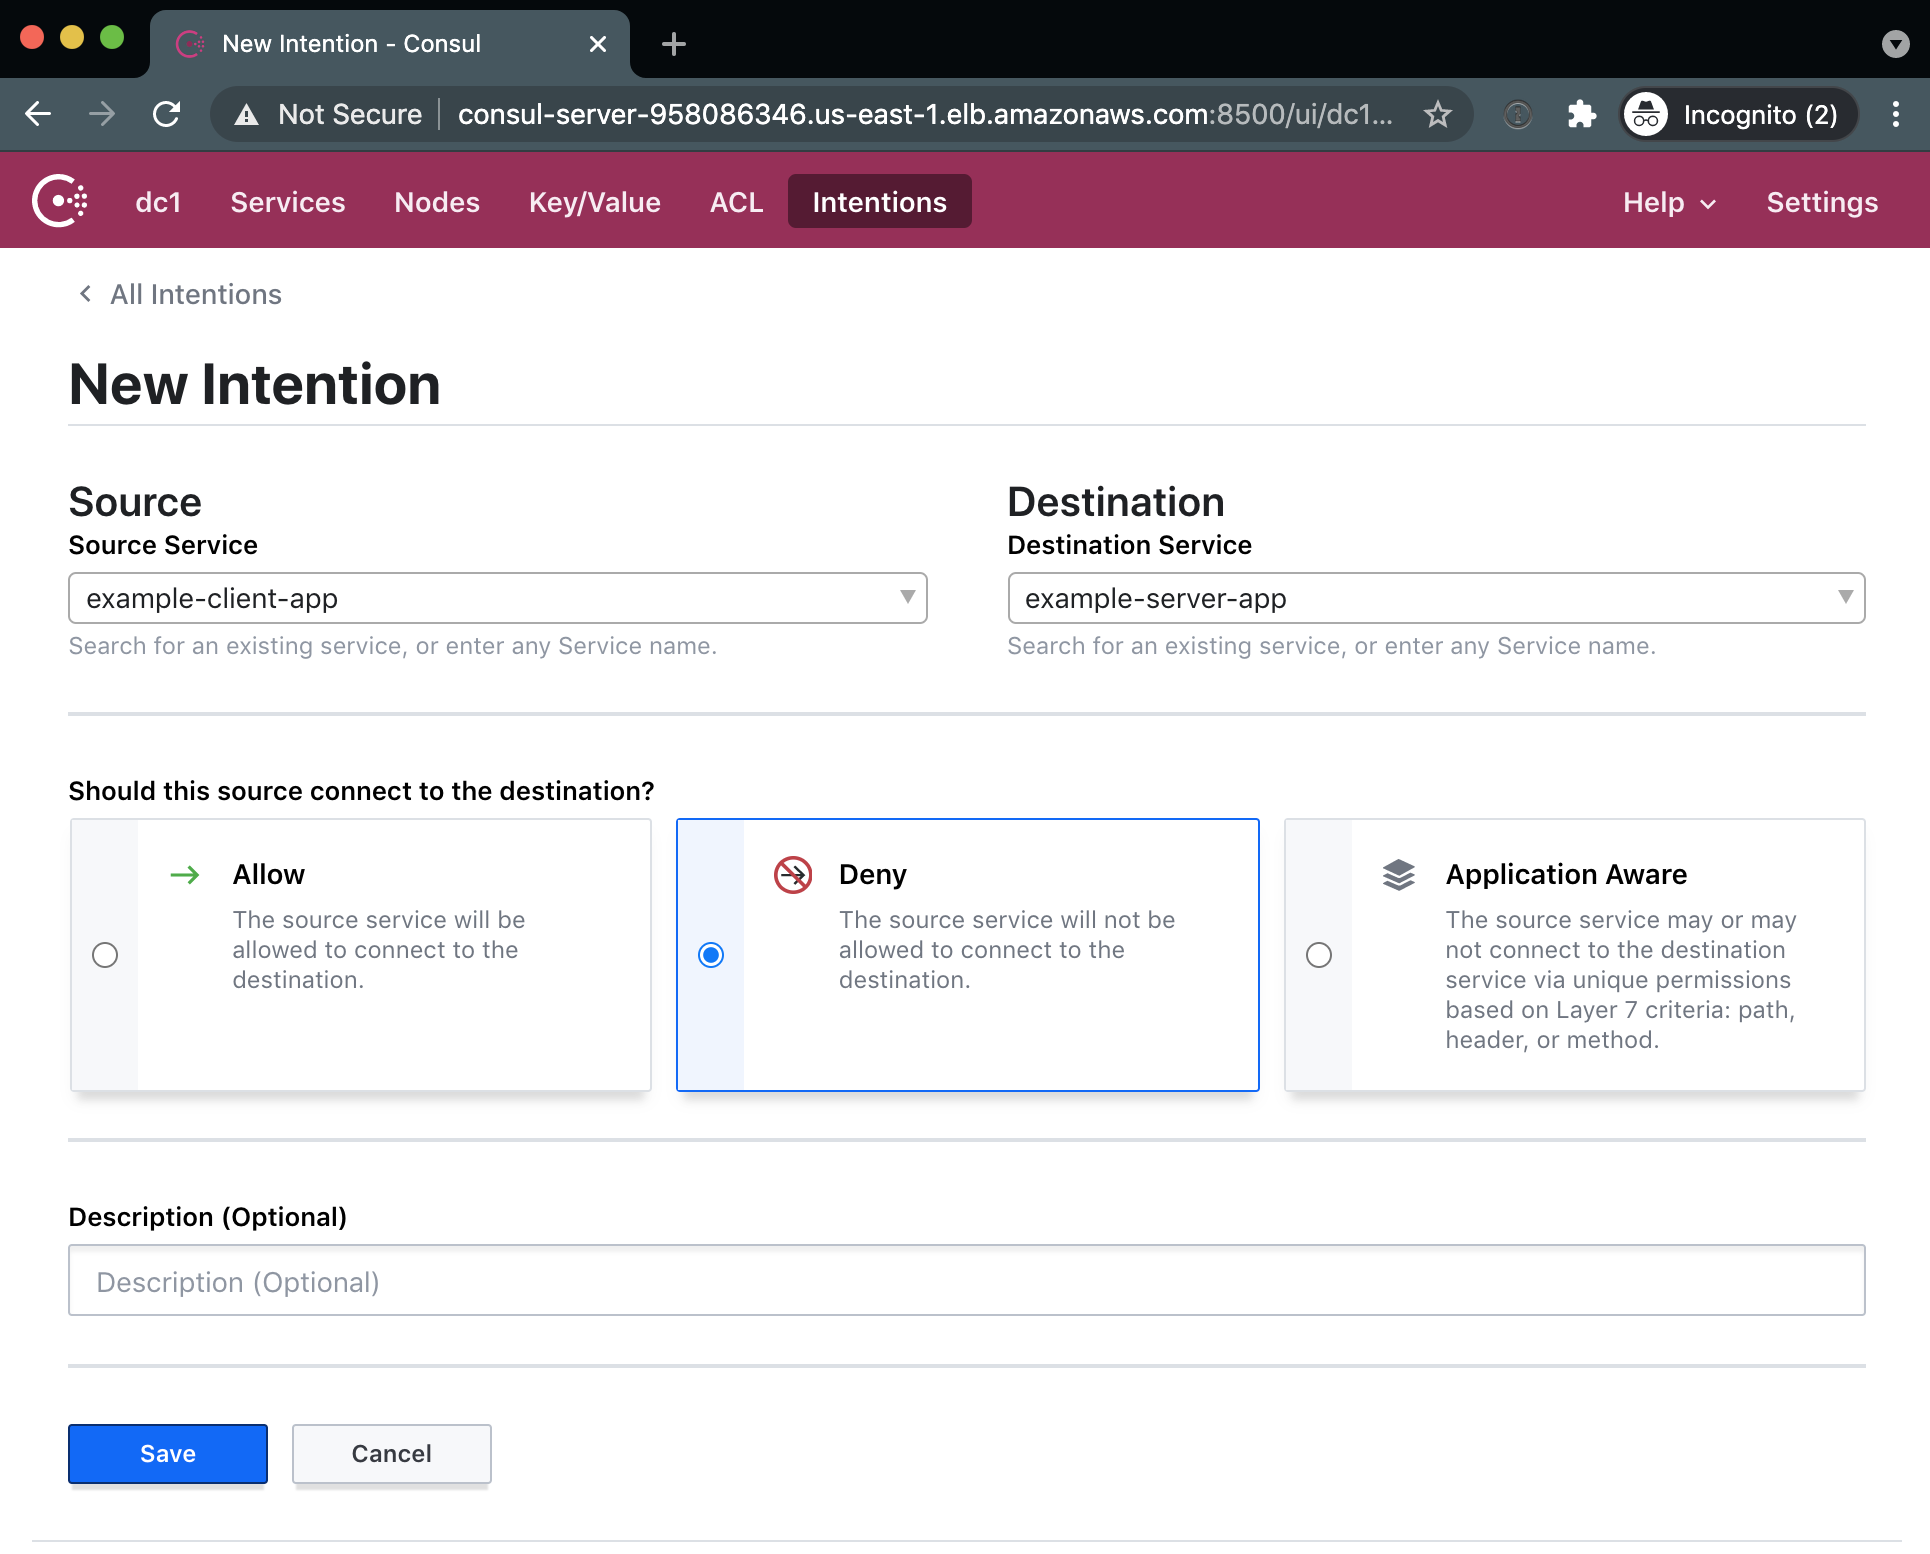 New Intention - Consul
Not Secure
consul-server-958086346.us-east-1.elb.amazonaws.com:8500/ui/dc1...
Incognito (2)
dc1
Services
Nodes
Key/Value
ACL
Intentions
Help
Settings
All Intentions
New Intention
Source
Source Service
example-client-app
Search for an existing service, or enter any Service name.
Destination
Destination Service
example-server-app
Search for an existing service, or enter any Service name.
Should this source connect to the destination?
Allow
The source service will be
allowed to connect to the
destination.
Deny
The source service will not be
allowed to connect to the
destination.
Application Aware
The source service may or may
not connect to the destination
service via unique permissions
based on Layer 7 criteria: path,
header, or method.
Description (Optional)
Description (Optional)
Save
Cancel